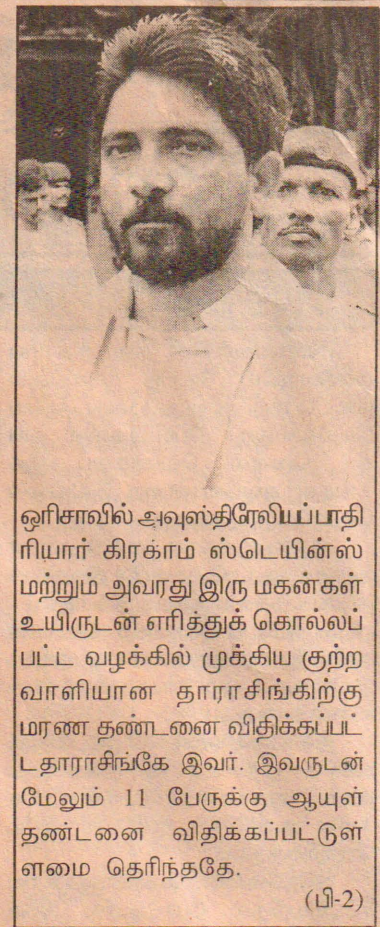 ஒரிசாவில் அவுஸ்திரேலியப்பாதி
ரியார் கிரகாம் ஸ்டெயின்ஸ்
மற்றும் அவரது இரு மகன்கள்
உயிருடன் எரித்துக் கொல்லப்
பட்ட வழக்கில் முக்கிய குற்ற
வாளியான தாராசிங்கிற்கு
மரண தண்டனை விதிக்கப்பட்
டதாராசிங்கே இவர். இவருடன்
மேலும் 11 பேருக்கு ஆயுள்
தண்டனை விதிக்கப்பட்டுள்
ளமை தெரிந்ததே.
(பி-2)